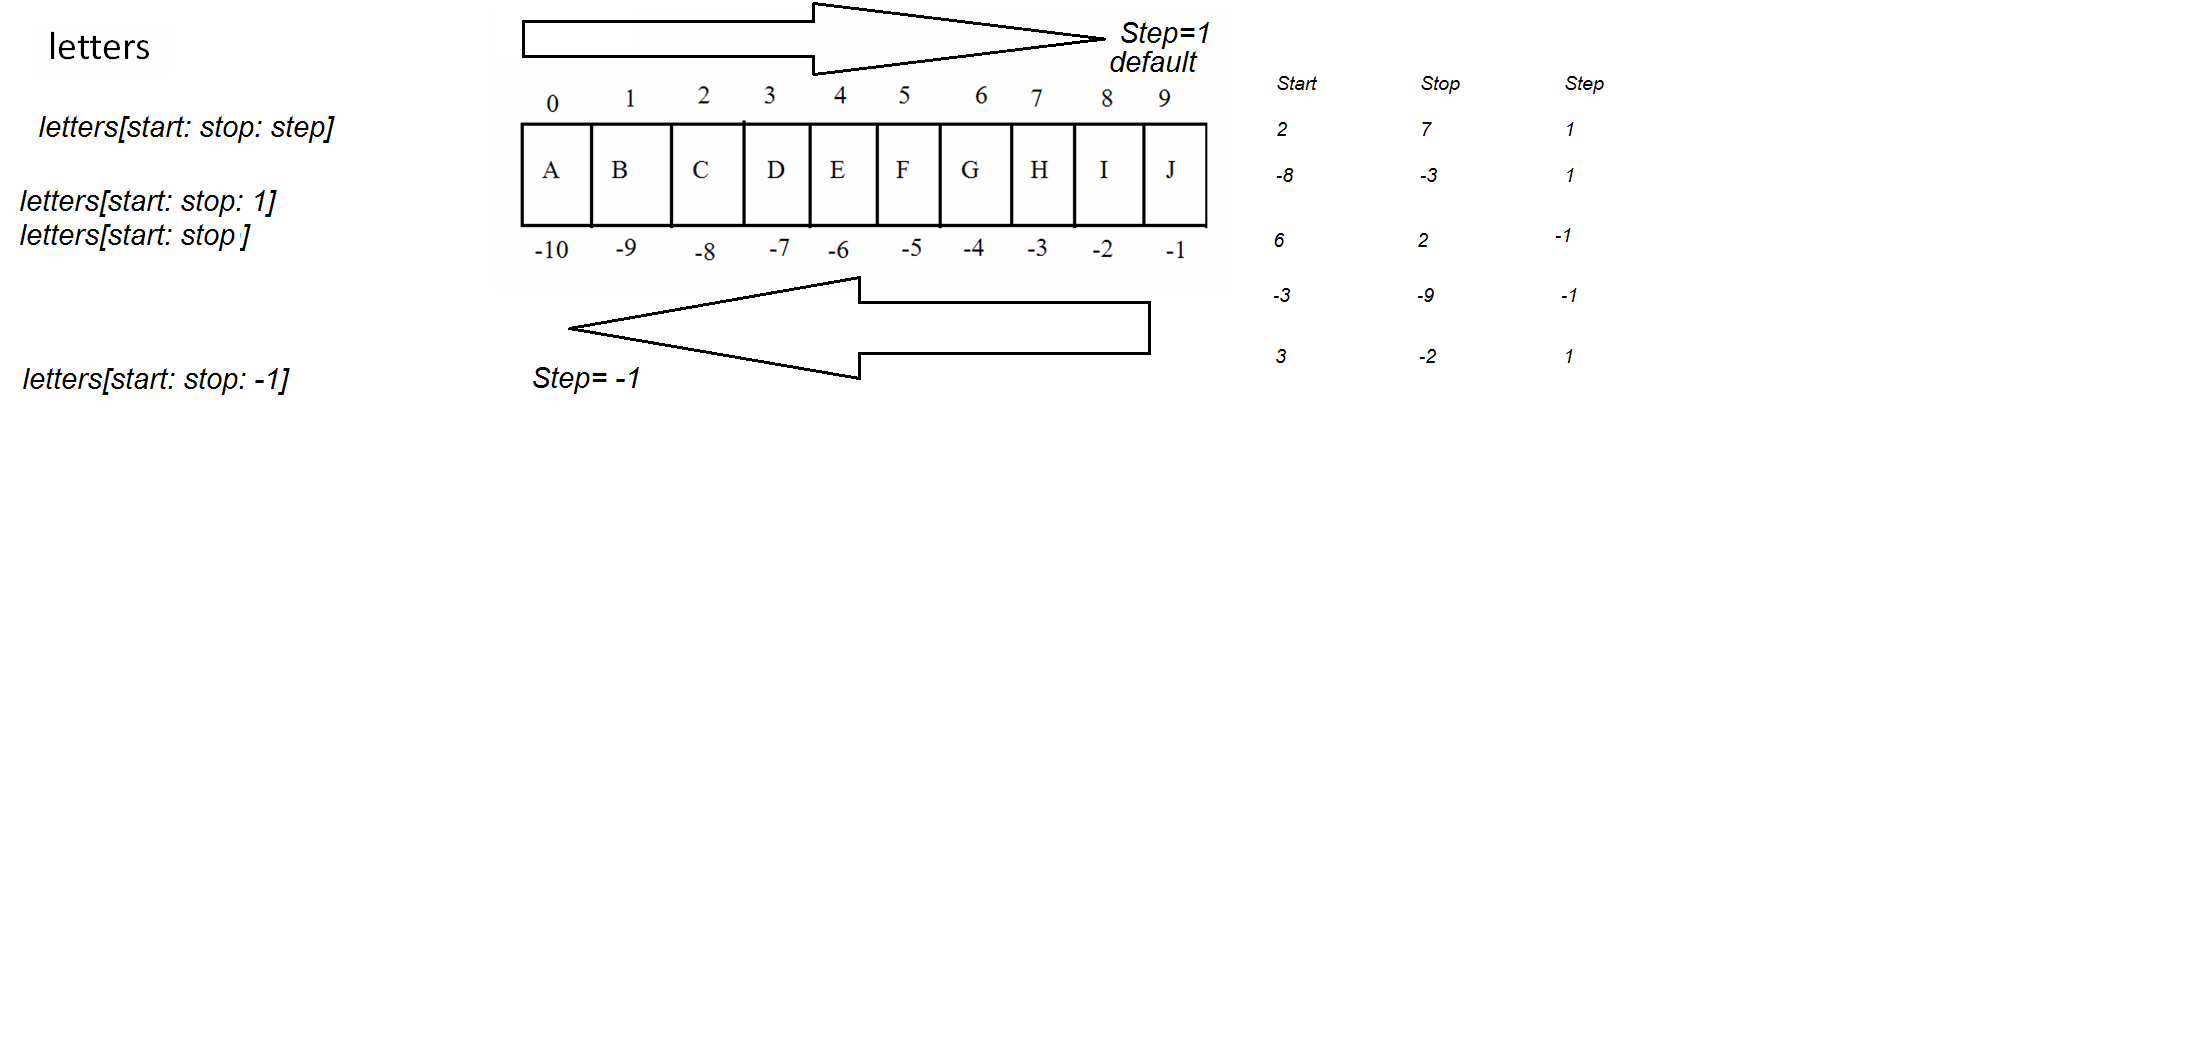 letters
letters[start: stop: step]
letters[start: stop: 1]
letters[start: stop ]
letters[start: stop: -1]
Step=1
default
0 1 2 3 4 5 6 7 8 9
A B C D E F G H I J
-10 -9 -8 -7 -6 -5 -4 -3 -2 -1
Step= -1
Start Stop Step
2 7 1
-8 -3 1
6 2 -1
-3 -9 -1
3 -2 1